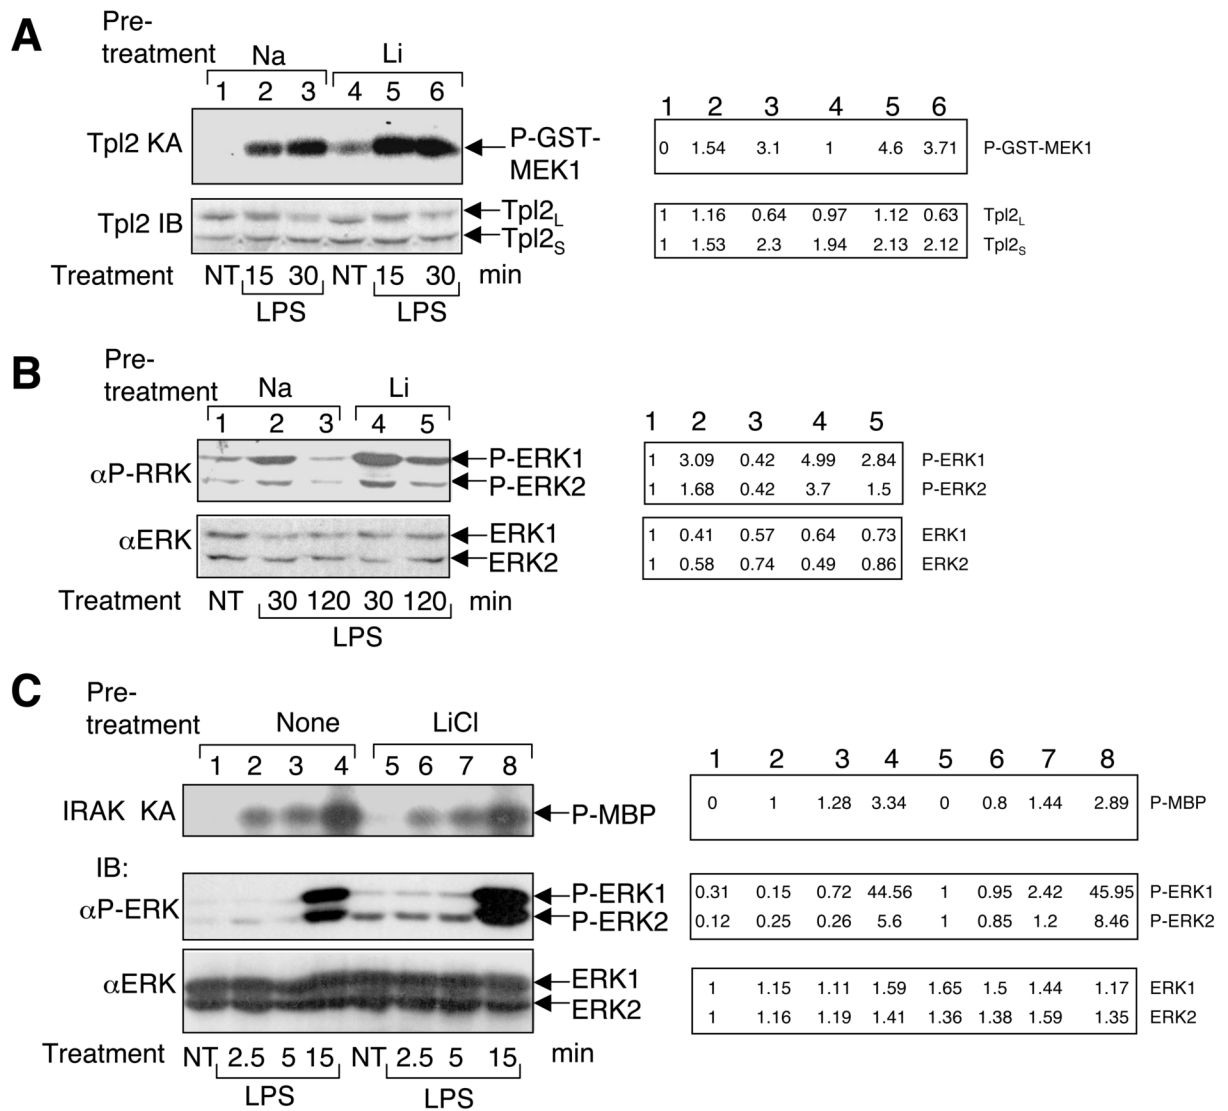 A
Pre-
treatment Na Li
1 2 3 4 5 6
Tpl2 KA P-GST-
MEK1
Tpl2 IB Tpl2L
Tpl2S
Treatment NT 15 30 NT 15 30 min
LPS LPS
1 2 3 4 5 6
0 1.54 3.1 1 4.6 3.71 P-GST-MEK1
1 1.16 0.64 0.97 1.12 0.63 Tpl2L
1 1.53 2.3 1.94 2.13 2.12 Tpl2S
B
Pre-
treatment Na Li
1 2 3 4 5
αP-RRK P-ERK1
P-ERK2
αERK ERK1
ERK2
Treatment NT 30 120 30 120 min
LPS
1 2 3 4 5
1 3.09 0.42 4.99 2.84 P-ERK1
1 1.68 0.42 3.7 1.5 P-ERK2
1 0.41 0.57 0.64 0.73 ERK1
1 0.58 0.74 0.49 0.86 ERK2
C
Pre-
treatment None LiCl
1 2 3 4 5 6 7 8
IRAK KA P-MBP
IB:
αP-ERK P-ERK1
P-ERK2
αERK ERK1
ERK2
Treatment NT 2.5 5 15 NT 2.5 5 15 min
LPS LPS
1 2 3 4 5 6 7 8
0 1 1.28 3.34 0 0.8 1.44 2.89 P-MBP
0.31 0.15 0.72 44.56 1 0.95 2.42 45.95 P-ERK1
0.12 0.25 0.26 5.6 1 0.85 1.2 8.46 P-ERK2
1 1.15 1.11 1.59 1.65 1.5 1.44 1.17 ERK1
1 1.16 1.19 1.41 1.36 1.38 1.59 1.35 ERK2